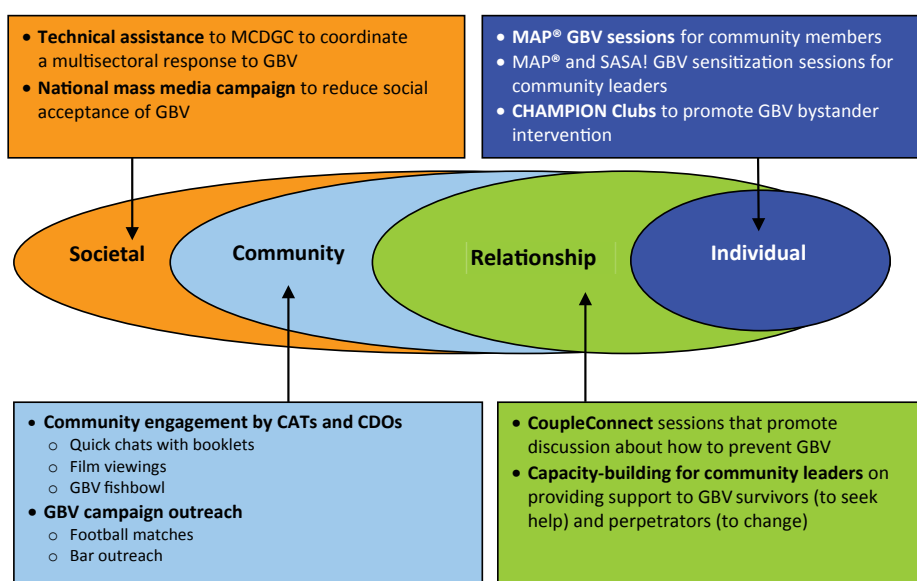 • Technical assistance to MCDGC to coordinate
a multisectoral response to GBV
• National mass media campaign to reduce social
acceptance of GBV
• MAP® GBV sessions for community members
• MAP® and SASA! GBV sensitization sessions for
community leaders
• CHAMPION Clubs to promote GBV bystander
intervention
Societal
Community
Relationship
Individual
• Community engagement by CATs and CDOs
o Quick chats with booklets
o Film viewings
o GBV fishbowl
• GBV campaign outreach
o Football matches
o Bar outreach
• CoupleConnect sessions that promote
discussion about how to prevent GBV
• Capacity-building for community leaders on
providing support to GBV survivors (to seek
help) and perpetrators (to change)